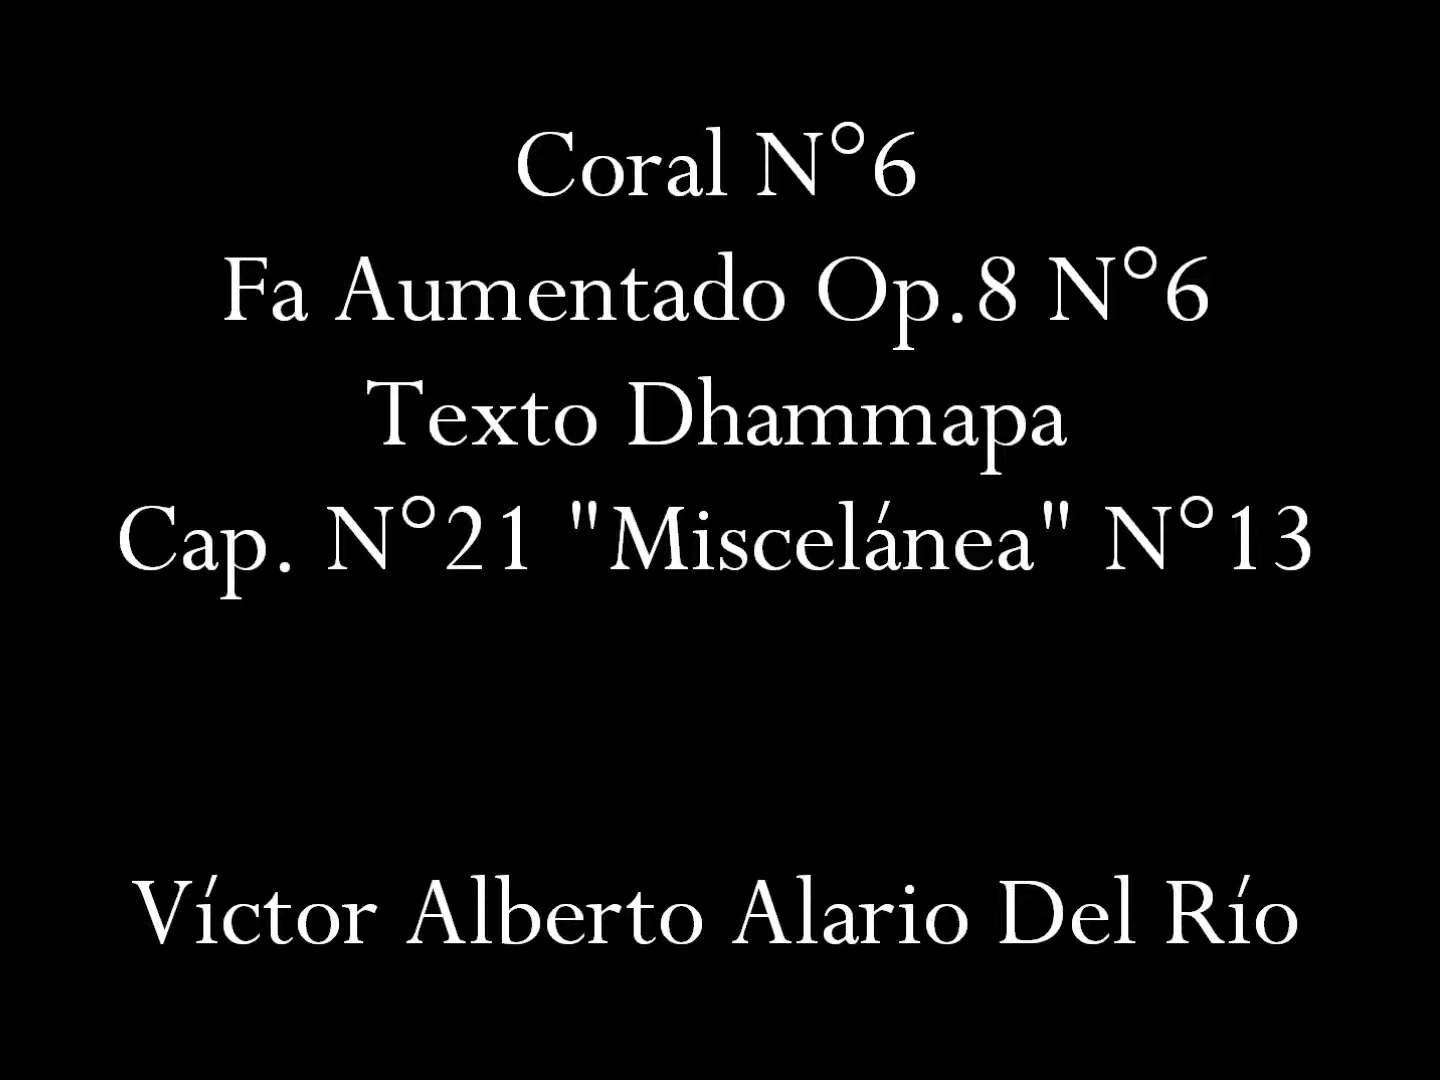 Coral N°6
Fa Aumentado Op.8 N°6
Texto Dhammapa
Cap. N°21 "Miscelánea" N°13
Víctor Alberto Alario Del Río